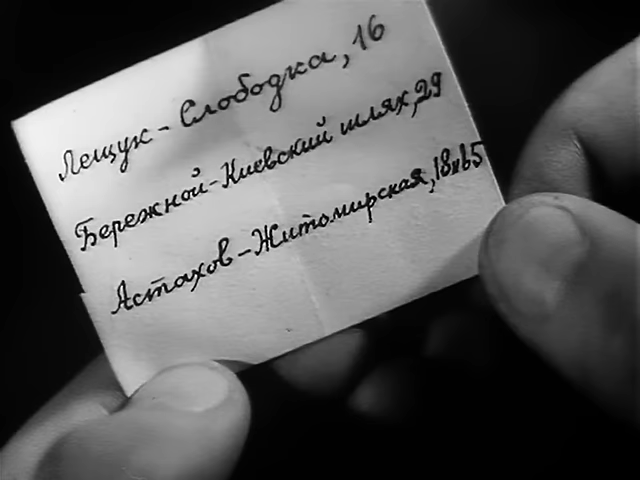 Лещук - Слободка, 16
Бережной - Киевский шлях, 29
Астахов - Житомирская, 18 кв 5